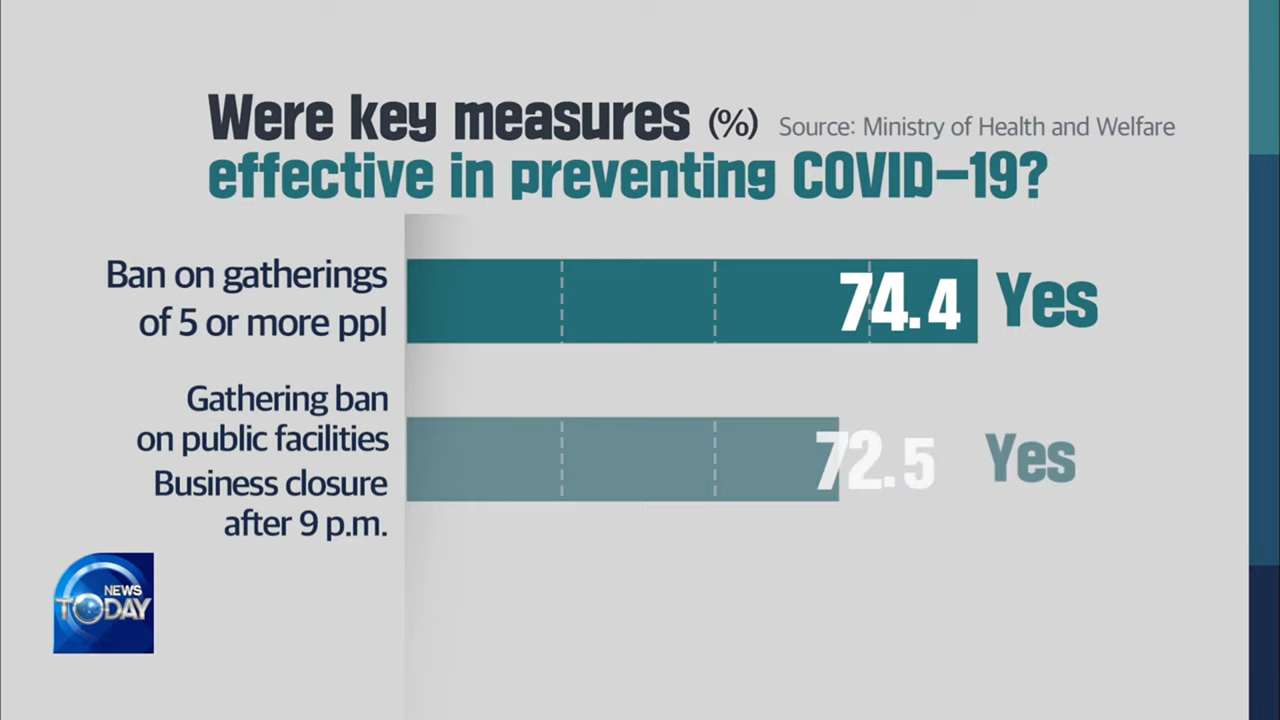 Were key measures (%) Source: Ministry of Health and Welfare
effective in preventing COVID-19?
Ban on gatherings
of 5 or more ppl
74.4 Yes
Gathering ban
on public facilities
Business closure
after 9 p.m.
72.5 Yes
NEWS
TODAY